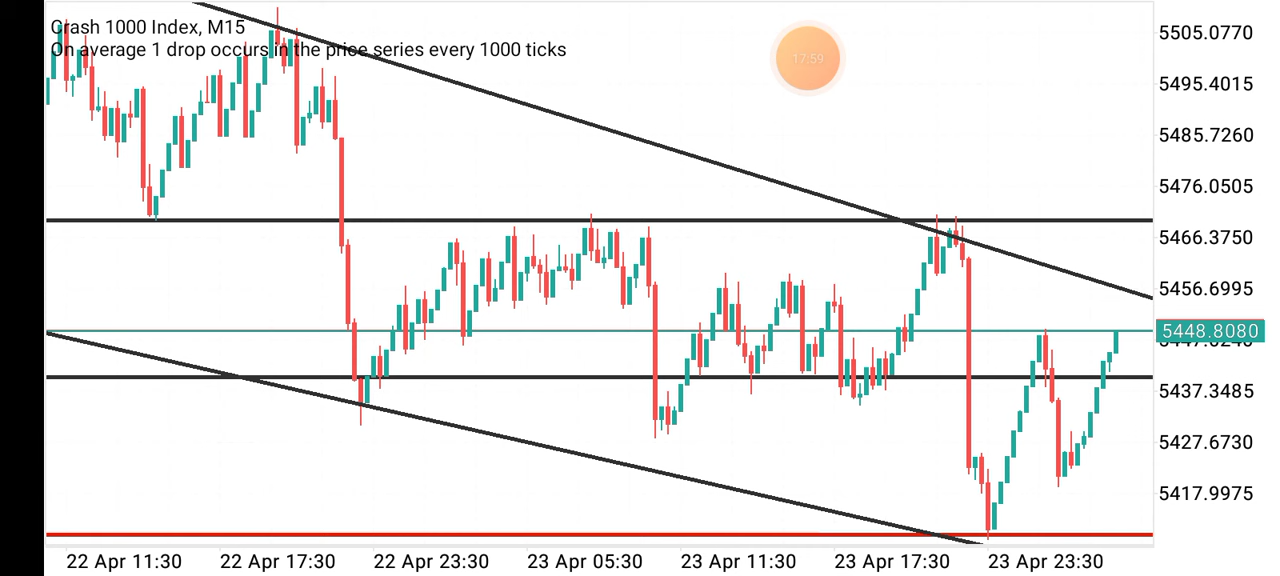 Crash 1000 Index, M15
On average 1 drop occurs in the price series every 1000 ticks
17:59
5505.0770
5495.4015
5485.7260
5476.0505
5466.3750
5456.6995
5448.8080
5437.3485
5427.6730
5417.9975
22 Apr 11:30
22 Apr 17:30
22 Apr 23:30
23 Apr 05:30
23 Apr 11:30
23 Apr 17:30
23 Apr 23:30